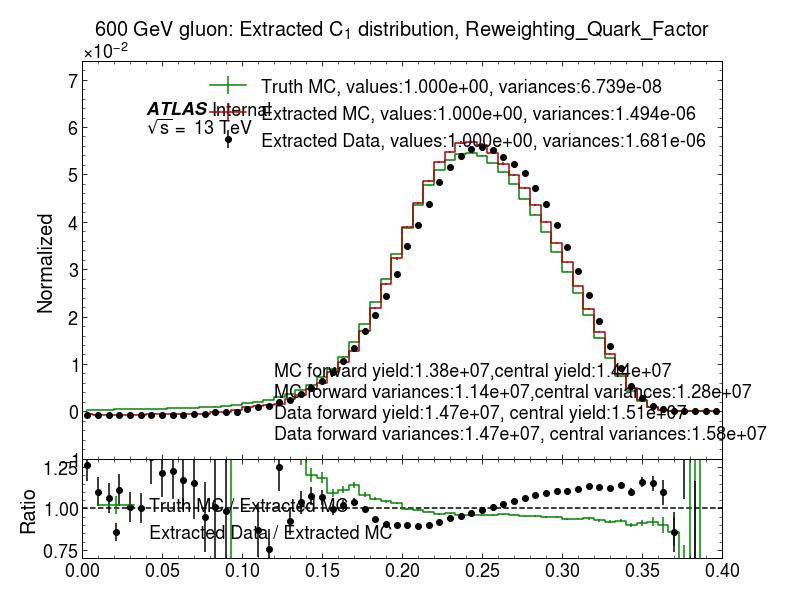 600 GeV gluon: Extracted C₁ distribution, Reweighting_Quark_Factor
×10⁻²
Truth MC, values:1.000e+00, variances:6.739e-08
ATLAS Internal
Extracted MC, values:1.000e+00, variances:1.494e-06
√s = 13 TeV
Extracted Data, values:1.000e+00, variances:1.681e-06
7
6
5
4
3
2
1
0
1
Normalized
MC forward yield:1.38e+07,central yield:1.44e+07
MC forward variances:1.14e+07,central variances:1.28e+07
Data forward yield:1.47e+07, central yield:1.51e+07
Data forward variances:1.47e+07, central variances:1.58e+07
1.25
1.00
0.75
Ratio
Truth MC / Extracted MC
Extracted Data / Extracted MC
0.00 0.05 0.10 0.15 0.20 0.25 0.30 0.35 0.40